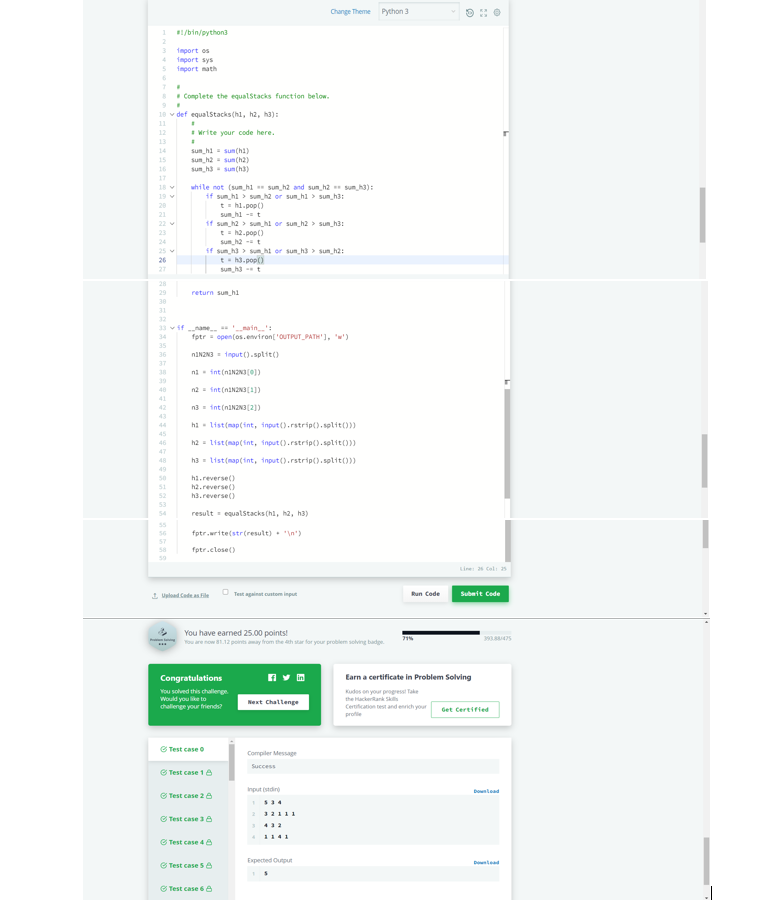 Change Theme Python 3
1 #!/bin/python3
2
3 import os
4 import sys
5 import math
6
7 #
8 # Complete the equalStacks function below.
9 #
10 def equalStacks(h1, h2, h3):
11 #
12 # Write your code here.
13 #
14 sum_h1 = sum(h1)
15 sum_h2 = sum(h2)
16 sum_h3 = sum(h3)
17
18 while not (sum_h1 == sum_h2 and sum_h2 == sum_h3):
19 if sum_h1 > sum_h2 or sum_h1 > sum_h3:
20 t = h1.pop()
21 sum_h1 -= t
22 if sum_h2 > sum_h1 or sum_h2 > sum_h3:
23 t = h2.pop()
24 sum_h2 -= t
25 if sum_h3 > sum_h1 or sum_h3 > sum_h2:
26 t = h3.pop()
27 sum_h3 -= t
28
29 return sum_h1
30
31
32
33 if __name__ == '__main__':
34 fptr = open(os.environ['OUTPUT_PATH'], 'w')
35
36 n1N2N3 = input().split()
37
38 n1 = int(n1N2N3[0])
39
40 n2 = int(n1N2N3[1])
41
42 n3 = int(n1N2N3[2])
43
44 h1 = list(map(int, input().rstrip().split()))
45
46 h2 = list(map(int, input().rstrip().split()))
47
48 h3 = list(map(int, input().rstrip().split()))
49
50 h1.reverse()
51 h2.reverse()
52 h3.reverse()
53
54 result = equalStacks(h1, h2, h3)
55
56 fptr.write(str(result) + '\n')
57
58 fptr.close()
59
Line: 26 Col: 25
Upload Code as File Test against custom input Run Code Submit Code
Problem Solving
You have earned 25.00 points!
You are now 81.12 points away from the 4th star for your problem solving badge.
71% 393.88/475
Congratulations
You solved this challenge.
Would you like to
challenge your friends?
Next Challenge
Earn a certificate in Problem Solving
Kudos on your progress! Take
the HackerRank Skills
Certification test and enrich your
profile
Get Certified
Test case 0
Test case 1
Test case 2
Test case 3
Test case 4
Test case 5
Test case 6
Compiler Message
Success
Input (stdin) Download
1 5 3 4
2 3 2 1 1 1
3 4 3 2
4 1 1 4 1
Expected Output Download
1 5